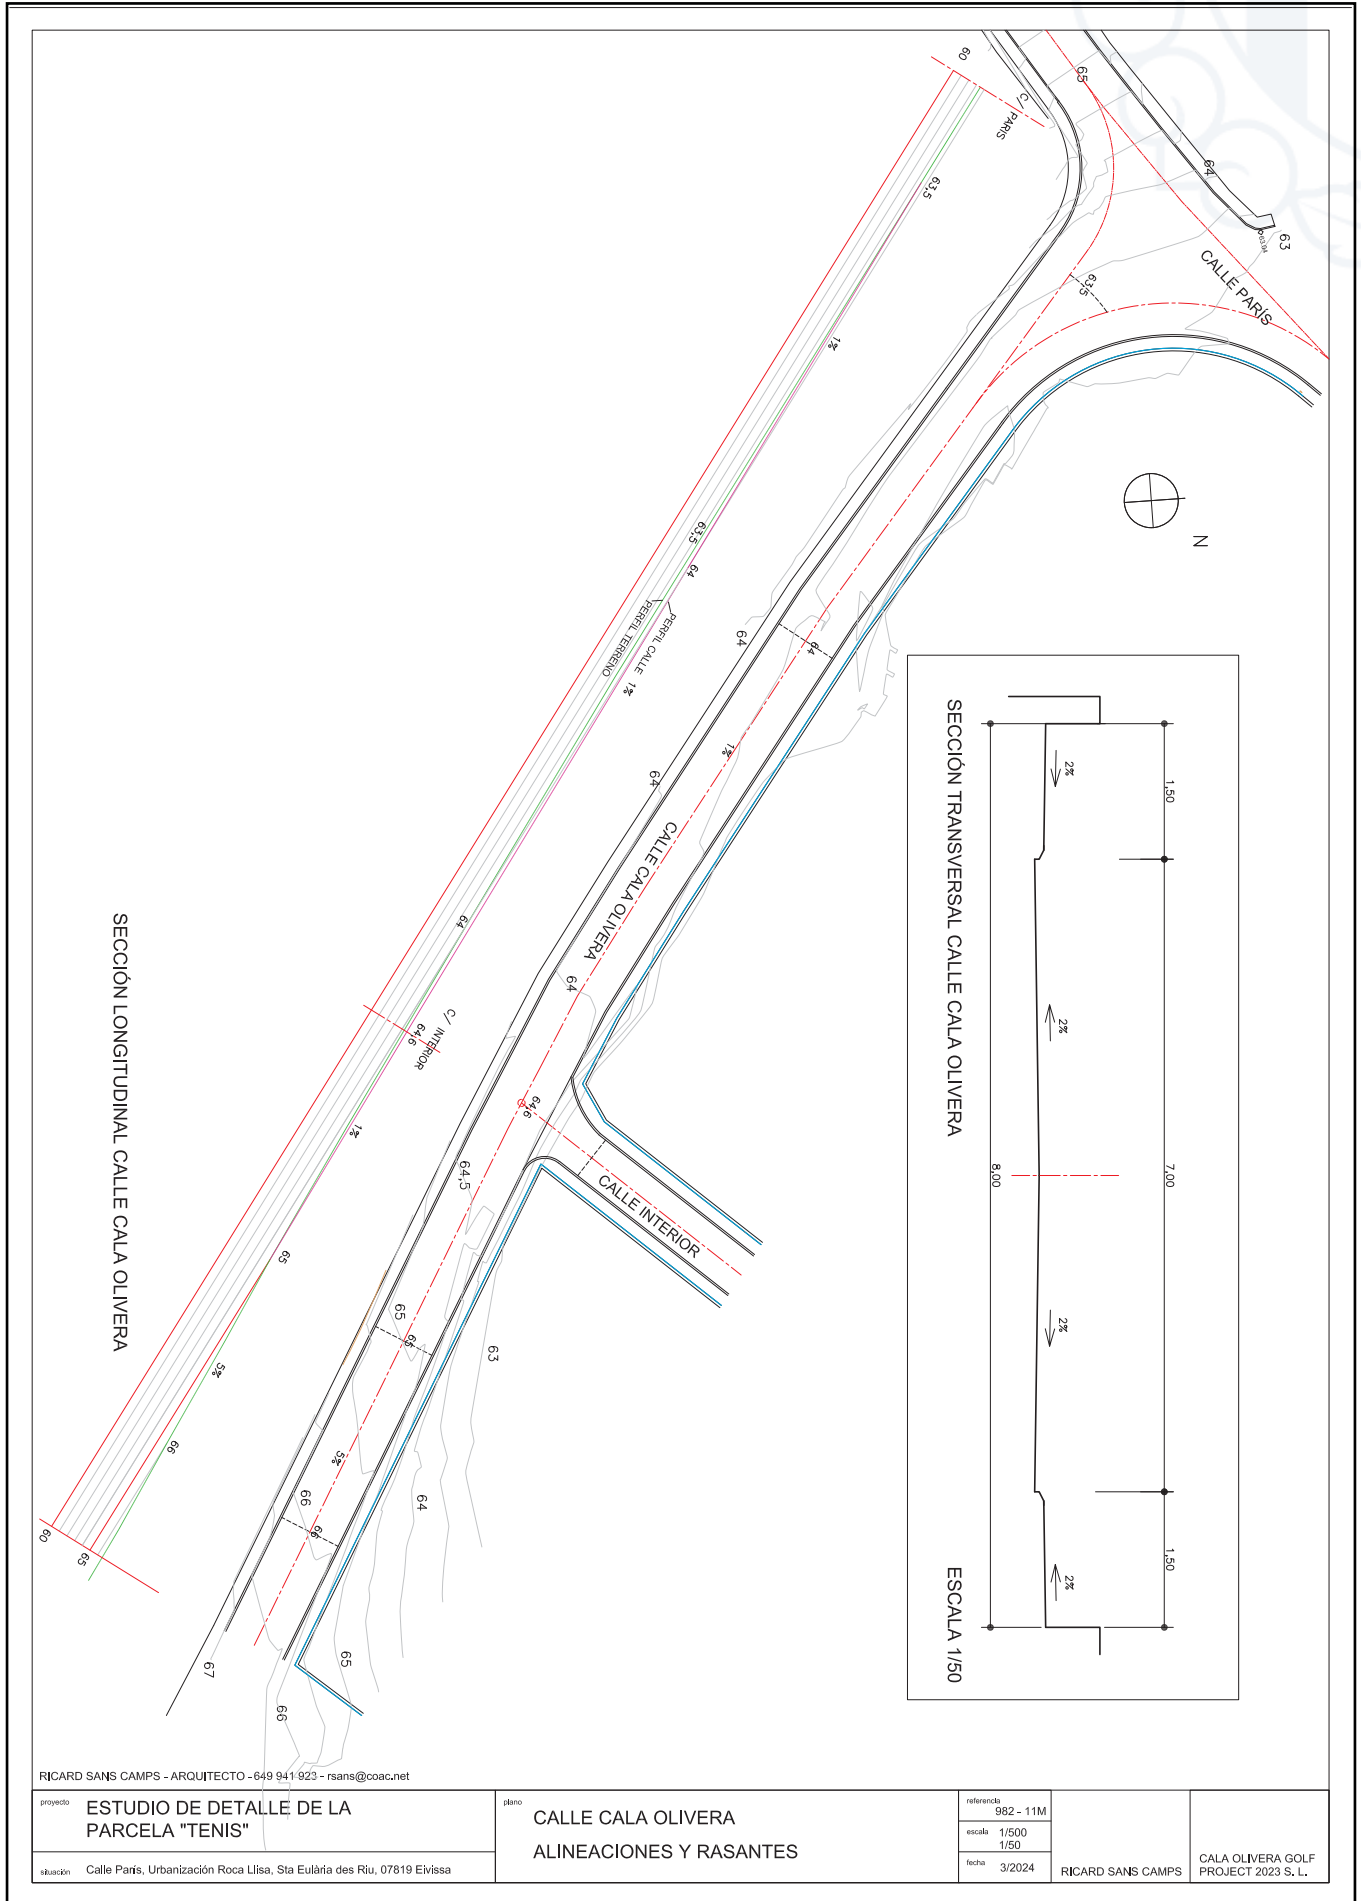 60
C/ PARIS
63,5
1%
63,5
64
PERFIL CALLE 1%
PERFIL TERRENO
64
C/ INTERIOR
64,6
1%
65
5%
66
60
65
SECCIÓN LONGITUDINAL CALLE CALA OLIVERA
65
64
63
63.94
CALLE PARÍS
63,5
N
64
64
1%
64
CALLE CALA OLIVERA
64
64,6
64,5
CALLE INTERIOR
65
65
63
5%
64
66
66
67
65
66
SECCIÓN TRANSVERSAL CALLE CALA OLIVERA
ESCALA 1/50
2%
1,50
2%
7,00
8,00
2%
2%
1,50
RICARD SANS CAMPS - ARQUITECTO - 649 941 923 - rsans@coac.net
proyecto
ESTUDIO DE DETALLE DE LA
PARCELA "TENIS"
situación
Calle París, Urbanización Roca Llisa, Sta Eulària des Riu, 07819 Eivissa
plano
CALLE CALA OLIVERA
ALINEACIONES Y RASANTES
referencia
982 - 11M
escala 1/500
1/50
fecha 3/2024
RICARD SANS CAMPS
CALA OLIVERA GOLF
PROJECT 2023 S. L.